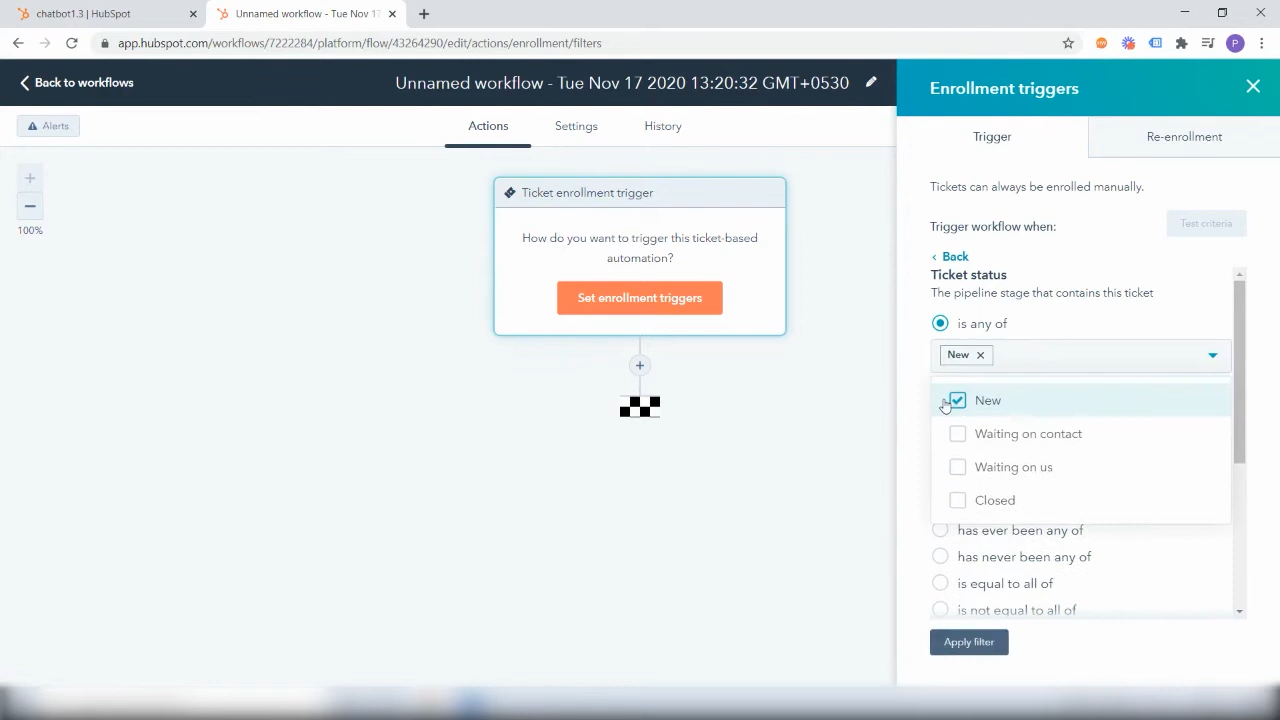 chatbot1.3 | HubSpot
Unnamed workflow - Tue Nov 17
app.hubspot.com/workflows/7222284/platform/flow/43264290/edit/actions/enrollment/filters
P
Back to workflows
Unnamed workflow - Tue Nov 17 2020 13:20:32 GMT+0530
Enrollment triggers
Alerts
Actions
Settings
History
Trigger
Re-enrollment
100%
Ticket enrollment trigger
How do you want to trigger this ticket-based
automation?
Set enrollment triggers
Tickets can always be enrolled manually.
Trigger workflow when:
Test criteria
Back
Ticket status
The pipeline stage that contains this ticket
is any of
New
New
Waiting on contact
Waiting on us
Closed
has ever been any of
has never been any of
is equal to all of
is not equal to all of
Apply filter